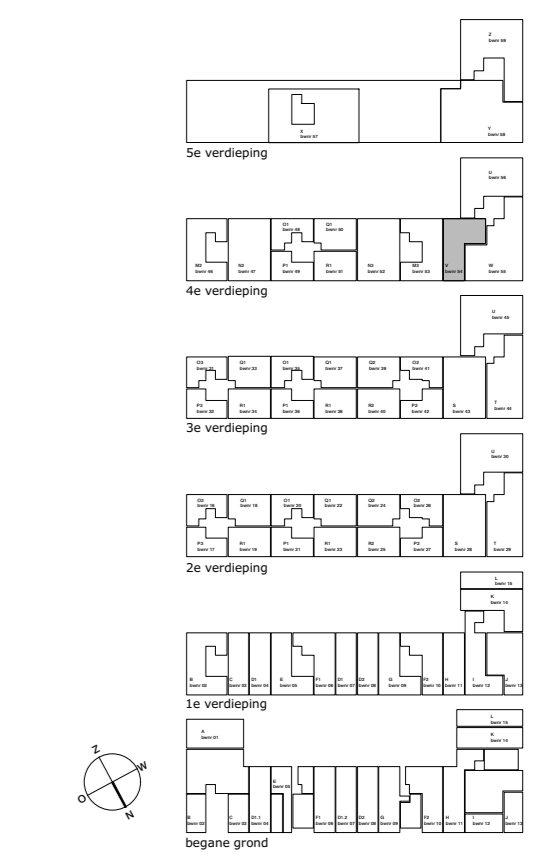 Z
bwnr 59
X
bwnr 57
Y
bwnr 58
5e verdieping
U
bwnr 56
O1
bwnr 48
Q1
bwnr 50
N2
bwnr 47
P1
bwnr 49
R1
bwnr 51
N3
bwnr 52
M3
bwnr 53
V
bwnr 54
W
bwnr 55
bwnr 46
4e verdieping
U
bwnr 45
O3
bwnr 31
Q1
bwnr 33
O1
bwnr 35
Q1
bwnr 37
Q2
bwnr 39
O2
bwnr 41
P3
bwnr 32
R1
bwnr 34
P1
bwnr 36
R1
bwnr 38
R2
bwnr 40
P2
bwnr 42
S
bwnr 43
T
bwnr 44
3e verdieping
U
bwnr 30
O3
bwnr 16
Q1
bwnr 18
O1
bwnr 20
Q1
bwnr 22
Q2
bwnr 24
O2
bwnr 26
P3
bwnr 17
R1
bwnr 19
P1
bwnr 21
R1
bwnr 23
R2
bwnr 25
P2
bwnr 27
S
bwnr 28
T
bwnr 29
2e verdieping
L
bwnr 15
K
bwnr 14
B
bwnr 02
C
bwnr 03
D1
bwnr 04
E
bwnr 05
F1
bwnr 06
D1
bwnr 07
D2
bwnr 08
G
bwnr 09
F2
bwnr 10
H
bwnr 11
I
bwnr 12
J
bwnr 13
1e verdieping
L
bwnr 15
K
bwnr 14
A
bwnr 01
E
bwnr 05
B
bwnr 02
C
bwnr 03
D1.1
bwnr 04
F1
bwnr 06
D1.2
bwnr 07
D2
bwnr 08
G
bwnr 09
F2
bwnr 10
H
bwnr 11
I
bwnr 12
J
bwnr 13
begane grond
Z
W
O
N